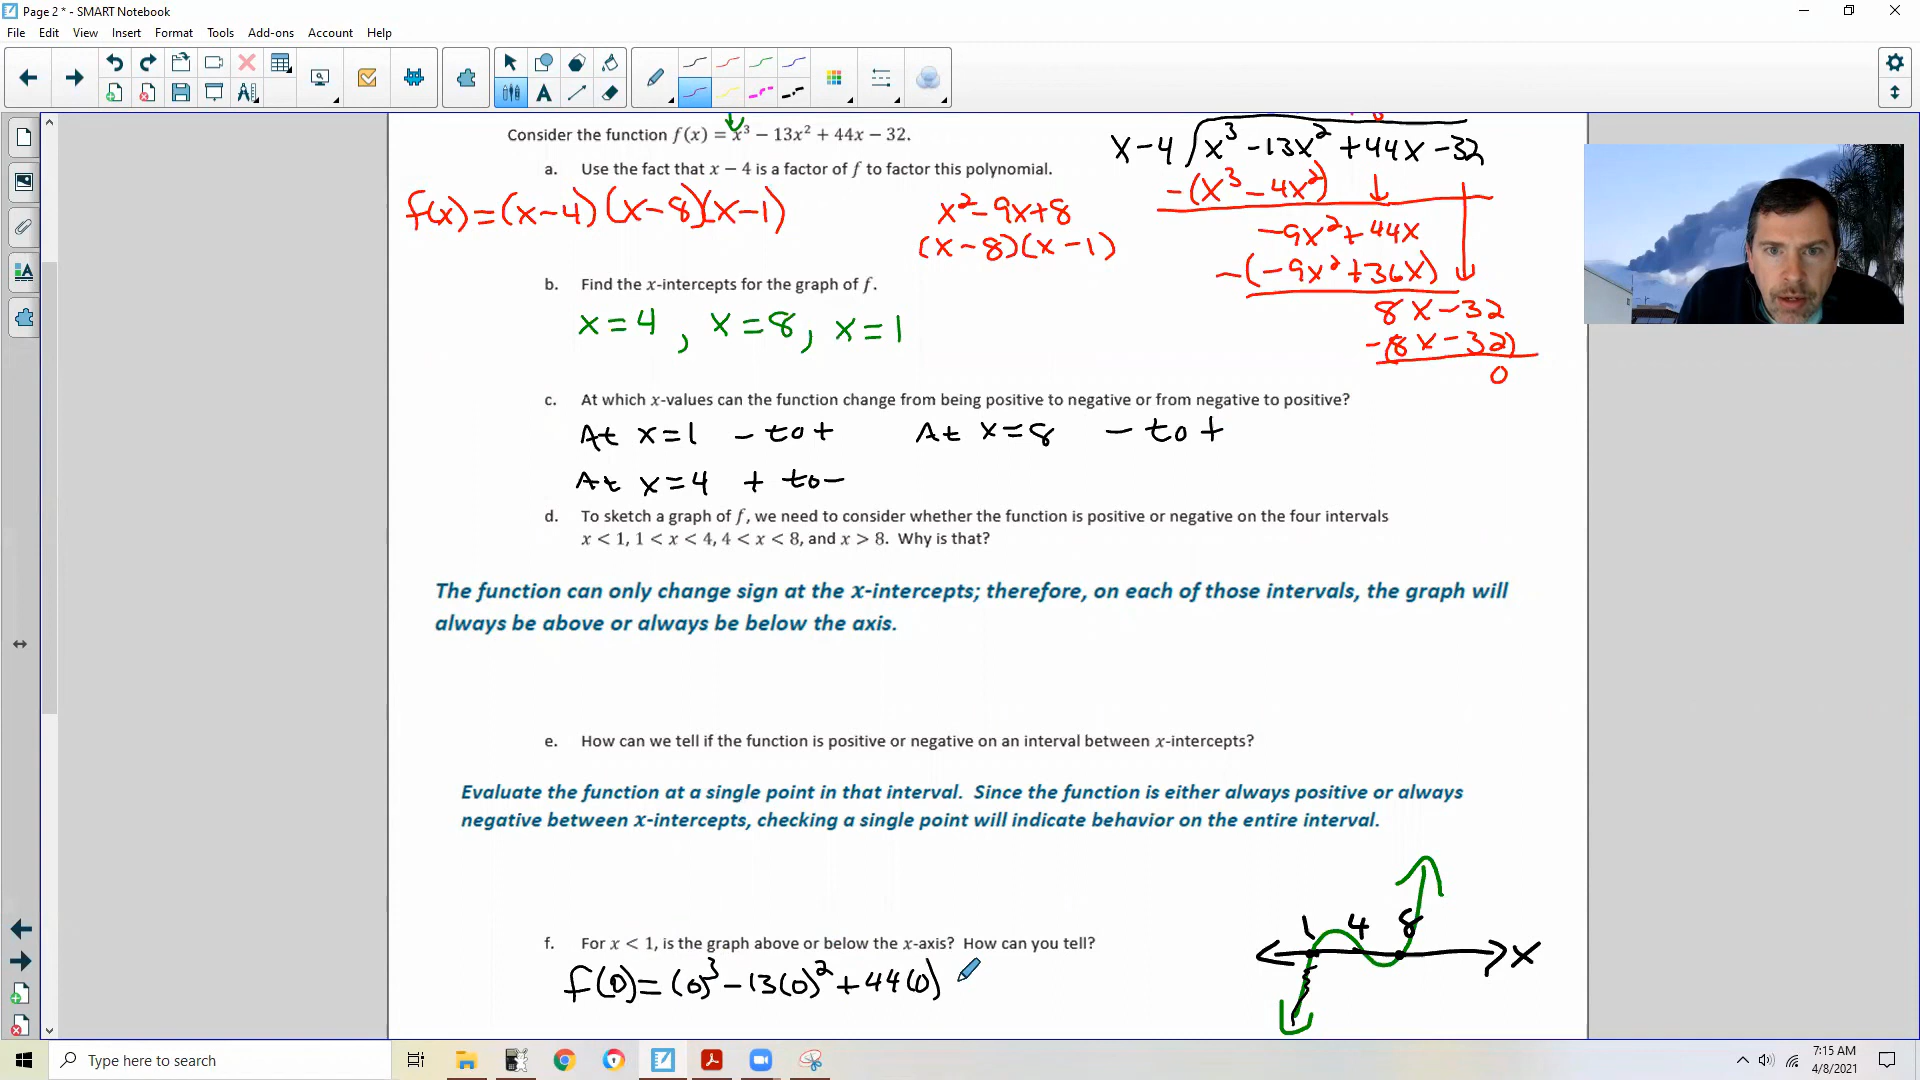 Page 2 * - SMART Notebook
File Edit View Insert Format Tools Add-ons Account Help
Consider the function f(x) = x³ − 13x² + 44x − 32.
x-4 x³ -13x² +44x -32
a. Use the fact that x − 4 is a factor of f to factor this polynomial.
-(x³ -4x²)
f(x) = (x-4)(x-8)(x-1)
x²-9x+8
-9x²+44x
(x-8)(x-1)
-(-9x²+36x)
b. Find the x-intercepts for the graph of f.
8x-32
x=4, x=8, x=1
-(8x-32)
0
c. At which x-values can the function change from being positive to negative or from negative to positive?
At x=1 - to + At x=8 - to +
At x=4 + to -
d. To sketch a graph of f, we need to consider whether the function is positive or negative on the four intervals
x < 1, 1 < x < 4, 4 < x < 8, and x > 8. Why is that?
The function can only change sign at the x-intercepts; therefore, on each of those intervals, the graph will
always be above or always be below the axis.
e. How can we tell if the function is positive or negative on an interval between x-intercepts?
Evaluate the function at a single point in that interval. Since the function is either always positive or always
negative between x-intercepts, checking a single point will indicate behavior on the entire interval.
1 4 8
x
f. For x < 1, is the graph above or below the x-axis? How can you tell?
f(0)=(0)³-13(0)²+44(0)
Type here to search
7:15 AM
4/8/2021